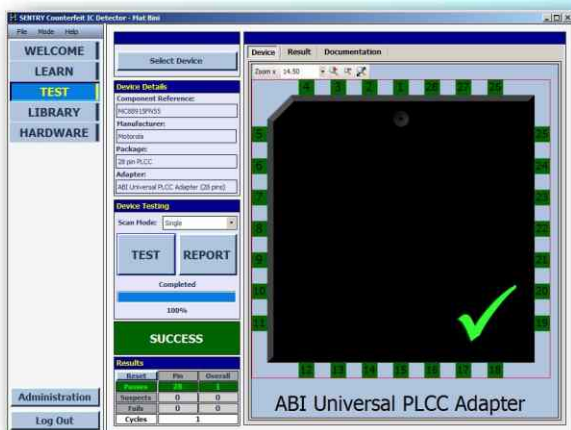 SENTRY Counterfeit IC Detector - Mat Bini
File Mode Help
WELCOME
LEARN
TEST
LIBRARY
HARDWARE
Administration
Log Out
Select Device
Device Details
Component Reference:
MC88915FN55
Manufacturer:
Motorola
Package:
28 pin PLCC
Adapter:
ABI Universal PLCC Adapter (28 pins)
Device Testing
Scan Mode: Single
TEST REPORT
Completed
100%
SUCCESS
Results
Reset Pin Overall
Passes 28 1
Suspects 0 0
Fails 0 0
Cycles 1
Device Result Documentation
Zoom x 14.50
4 3 2 1 28 27 26
5 25
6 24
7 23
8 22
9 21
10 20
11 19
12 13 14 15 16 17 18
ABI Universal PLCC Adapter